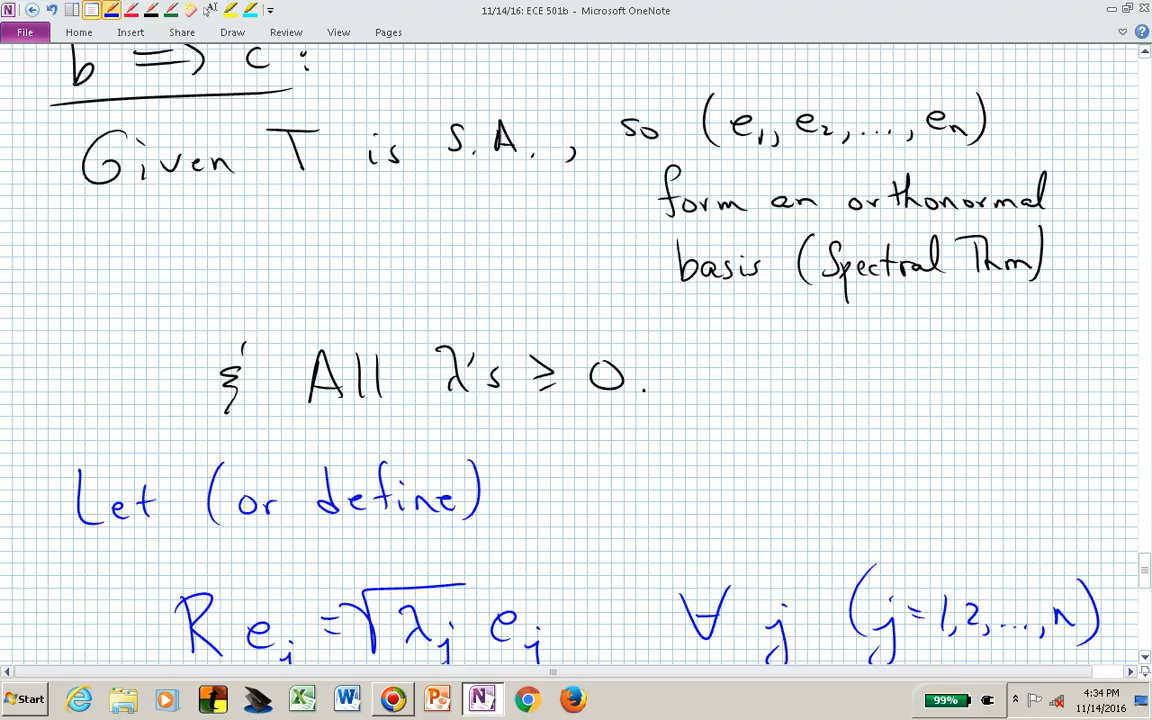 11/14/16: ECE 501b - Microsoft OneNote
File Home Insert Share Draw Review View Pages
b ⟹ c :
Given T is S.A., so (e₁, e₂, ..., eₙ)
form an orthonormal
basis (Spectral Thm)
& All λ's ≥ 0.
Let (or define)
R eⱼ = √λⱼ eⱼ ∀ j (j=1,2,...,n)
Start
99%
4:34 PM
11/14/2016